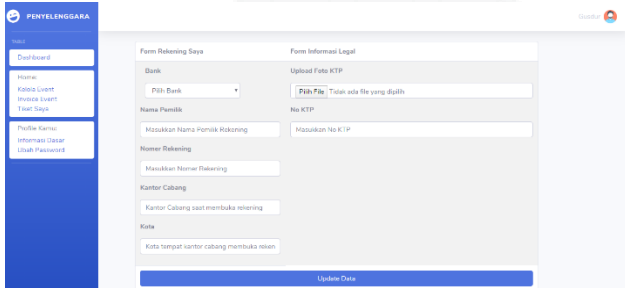 PENYELENGGARA
Dashboard
Home:
Kelola Event
Invoice Event
Tiket Saya
Profile Kamu:
Informasi Dasar
Ubah Password
Form Rekening Saya
Bank
Pilih Bank
Nama Pemilik
Masukkan Nama Pemilik Rekening
Nomer Rekening
Masukkan Nomer Rekening
Kantor Cabang
Kantor Cabang saat membuka rekening
Kota
Kota tempat kantor cabang membuka reken
Form Informasi Legal
Upload Foto KTP
Pilih File Tidak ada file yang dipilih
No KTP
Masukkan No KTP
Update Data